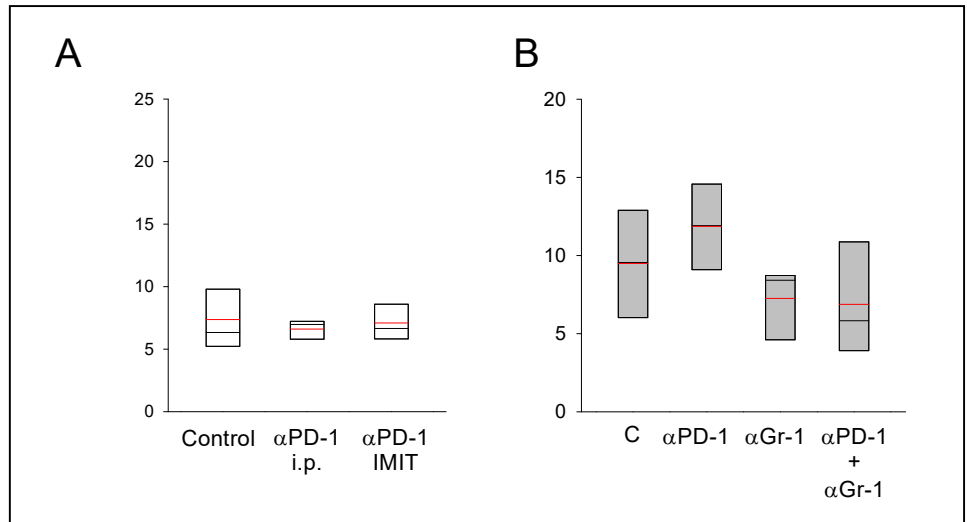 A
25
20
15
10
5
0
Control αPD-1 αPD-1
i.p. IMIT
B
20
15
10
5
0
C αPD-1 αGr-1 αPD-1
+
αGr-1